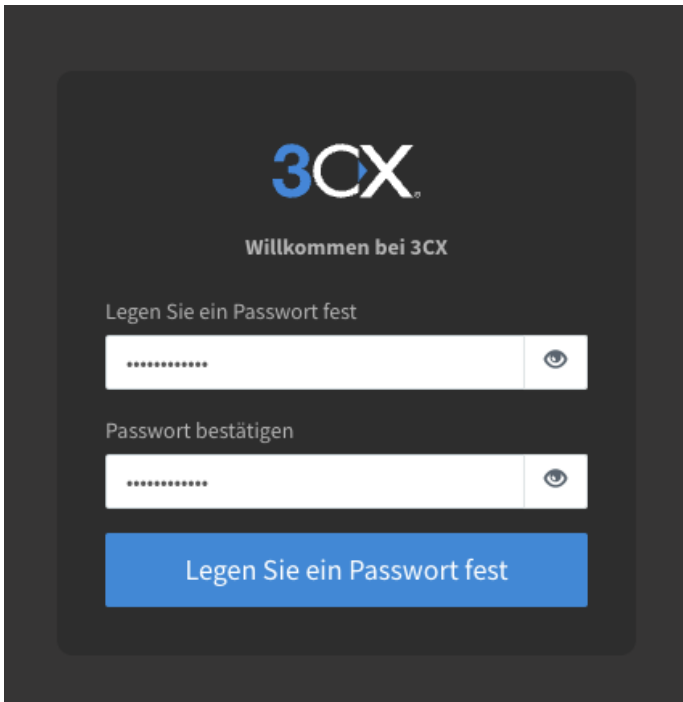 3CX
Willkommen bei 3CX
Legen Sie ein Passwort fest
••••••••••••
Passwort bestätigen
••••••••••••
Legen Sie ein Passwort fest